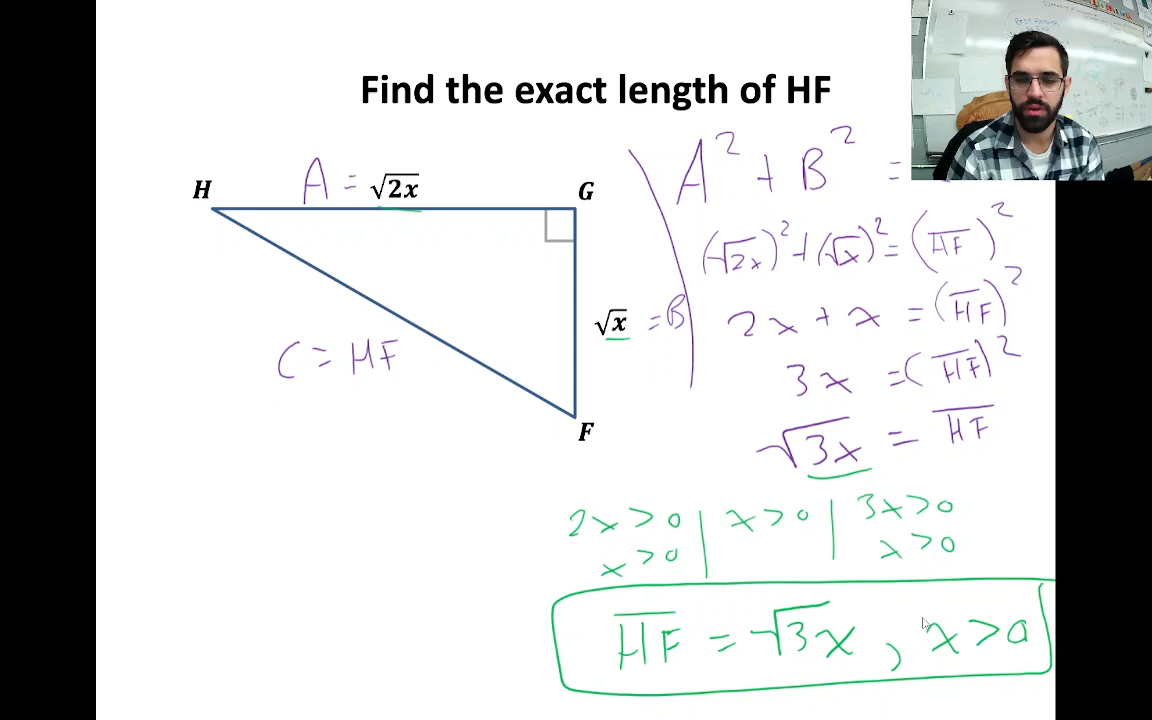 Find the exact length of HF
A² + B² =
H A = √2x G
(√2x)² + (√x)² = (HF)²
√x = B
2x + x = (HF)²
C = HF
3x = (HF)²
F
√3x = HF
2x > 0 | x > 0 | 3x > 0
x > 0 x > 0
HF = √3x , x > 0